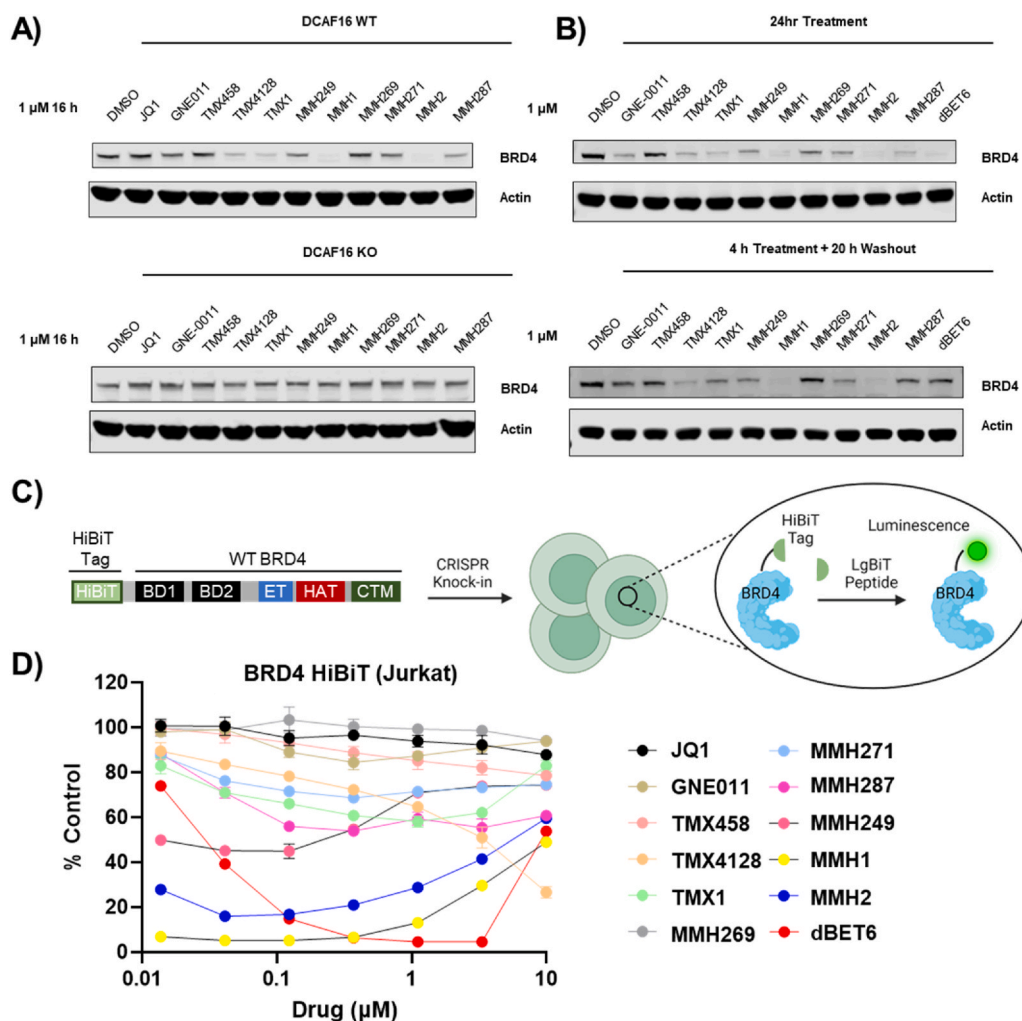 A)
DCAF16 WT
1 µM 16 h
DMSO
JQ1
GNE011
TMX458
TMX4128
TMX1
MMH249
MMH1
MMH269
MMH271
MMH2
MMH287
BRD4
Actin
DCAF16 KO
1 µM 16 h
DMSO
JQ1
GNE-0011
TMX458
TMX4128
TMX1
MMH249
MMH1
MMH269
MMH271
MMH2
MMH287
BRD4
Actin
B)
24hr Treatment
1 µM
DMSO
GNE-0011
TMX458
TMX4128
TMX1
MMH249
MMH1
MMH269
MMH271
MMH2
MMH287
dBET6
BRD4
Actin
4 h Treatment + 20 h Washout
1 µM
DMSO
GNE-0011
TMX458
TMX4128
TMX1
MMH249
MMH1
MMH269
MMH271
MMH2
MMH287
dBET6
BRD4
Actin
C)
HiBiT
Tag
WT BRD4
HiBiT
BD1
BD2
ET
HAT
CTM
CRISPR
Knock-in
HiBiT
Tag
BRD4
LgBiT
Peptide
Luminescence
BRD4
D)
BRD4 HiBiT (Jurkat)
% Control
120
100
80
60
40
20
0
0.01
0.1
1
10
Drug (µM)
JQ1
GNE011
TMX458
TMX4128
TMX1
MMH269
MMH271
MMH287
MMH249
MMH1
MMH2
dBET6